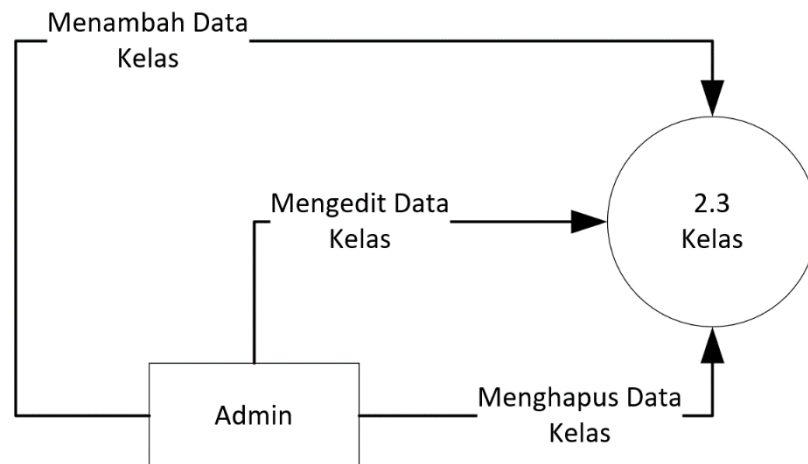 Menambah Data
Kelas
Mengedit Data
Kelas
2.3
Kelas
Admin
Menghapus Data
Kelas